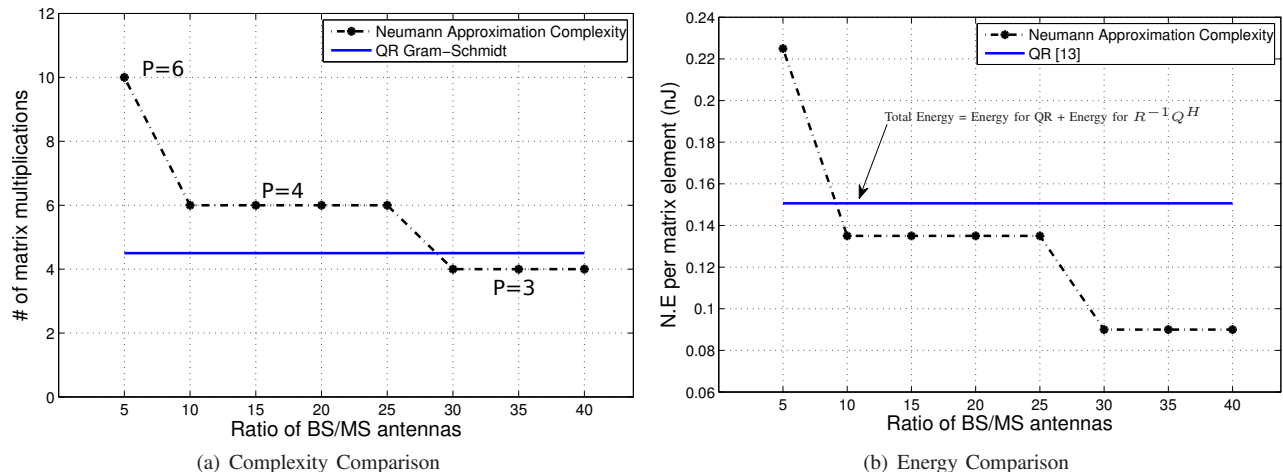 12
10
8
6
4
2
0
# of matrix multiplications
Neumann Approximation Complexity
QR Gram−Schmidt
P=6
P=4
P=3
5 10 15 20 25 30 35 40
Ratio of BS/MS antennas
(a) Complexity Comparison
0.24
0.22
0.2
0.18
0.16
0.14
0.12
0.1
0.08
0.06
N.E per matrix element (nJ)
Neumann Approximation Complexity
QR [13]
Total Energy = Energy for QR + Energy for R⁻¹Qᴴ
5 10 15 20 25 30 35 40
Ratio of BS/MS antennas
(b) Energy Comparison